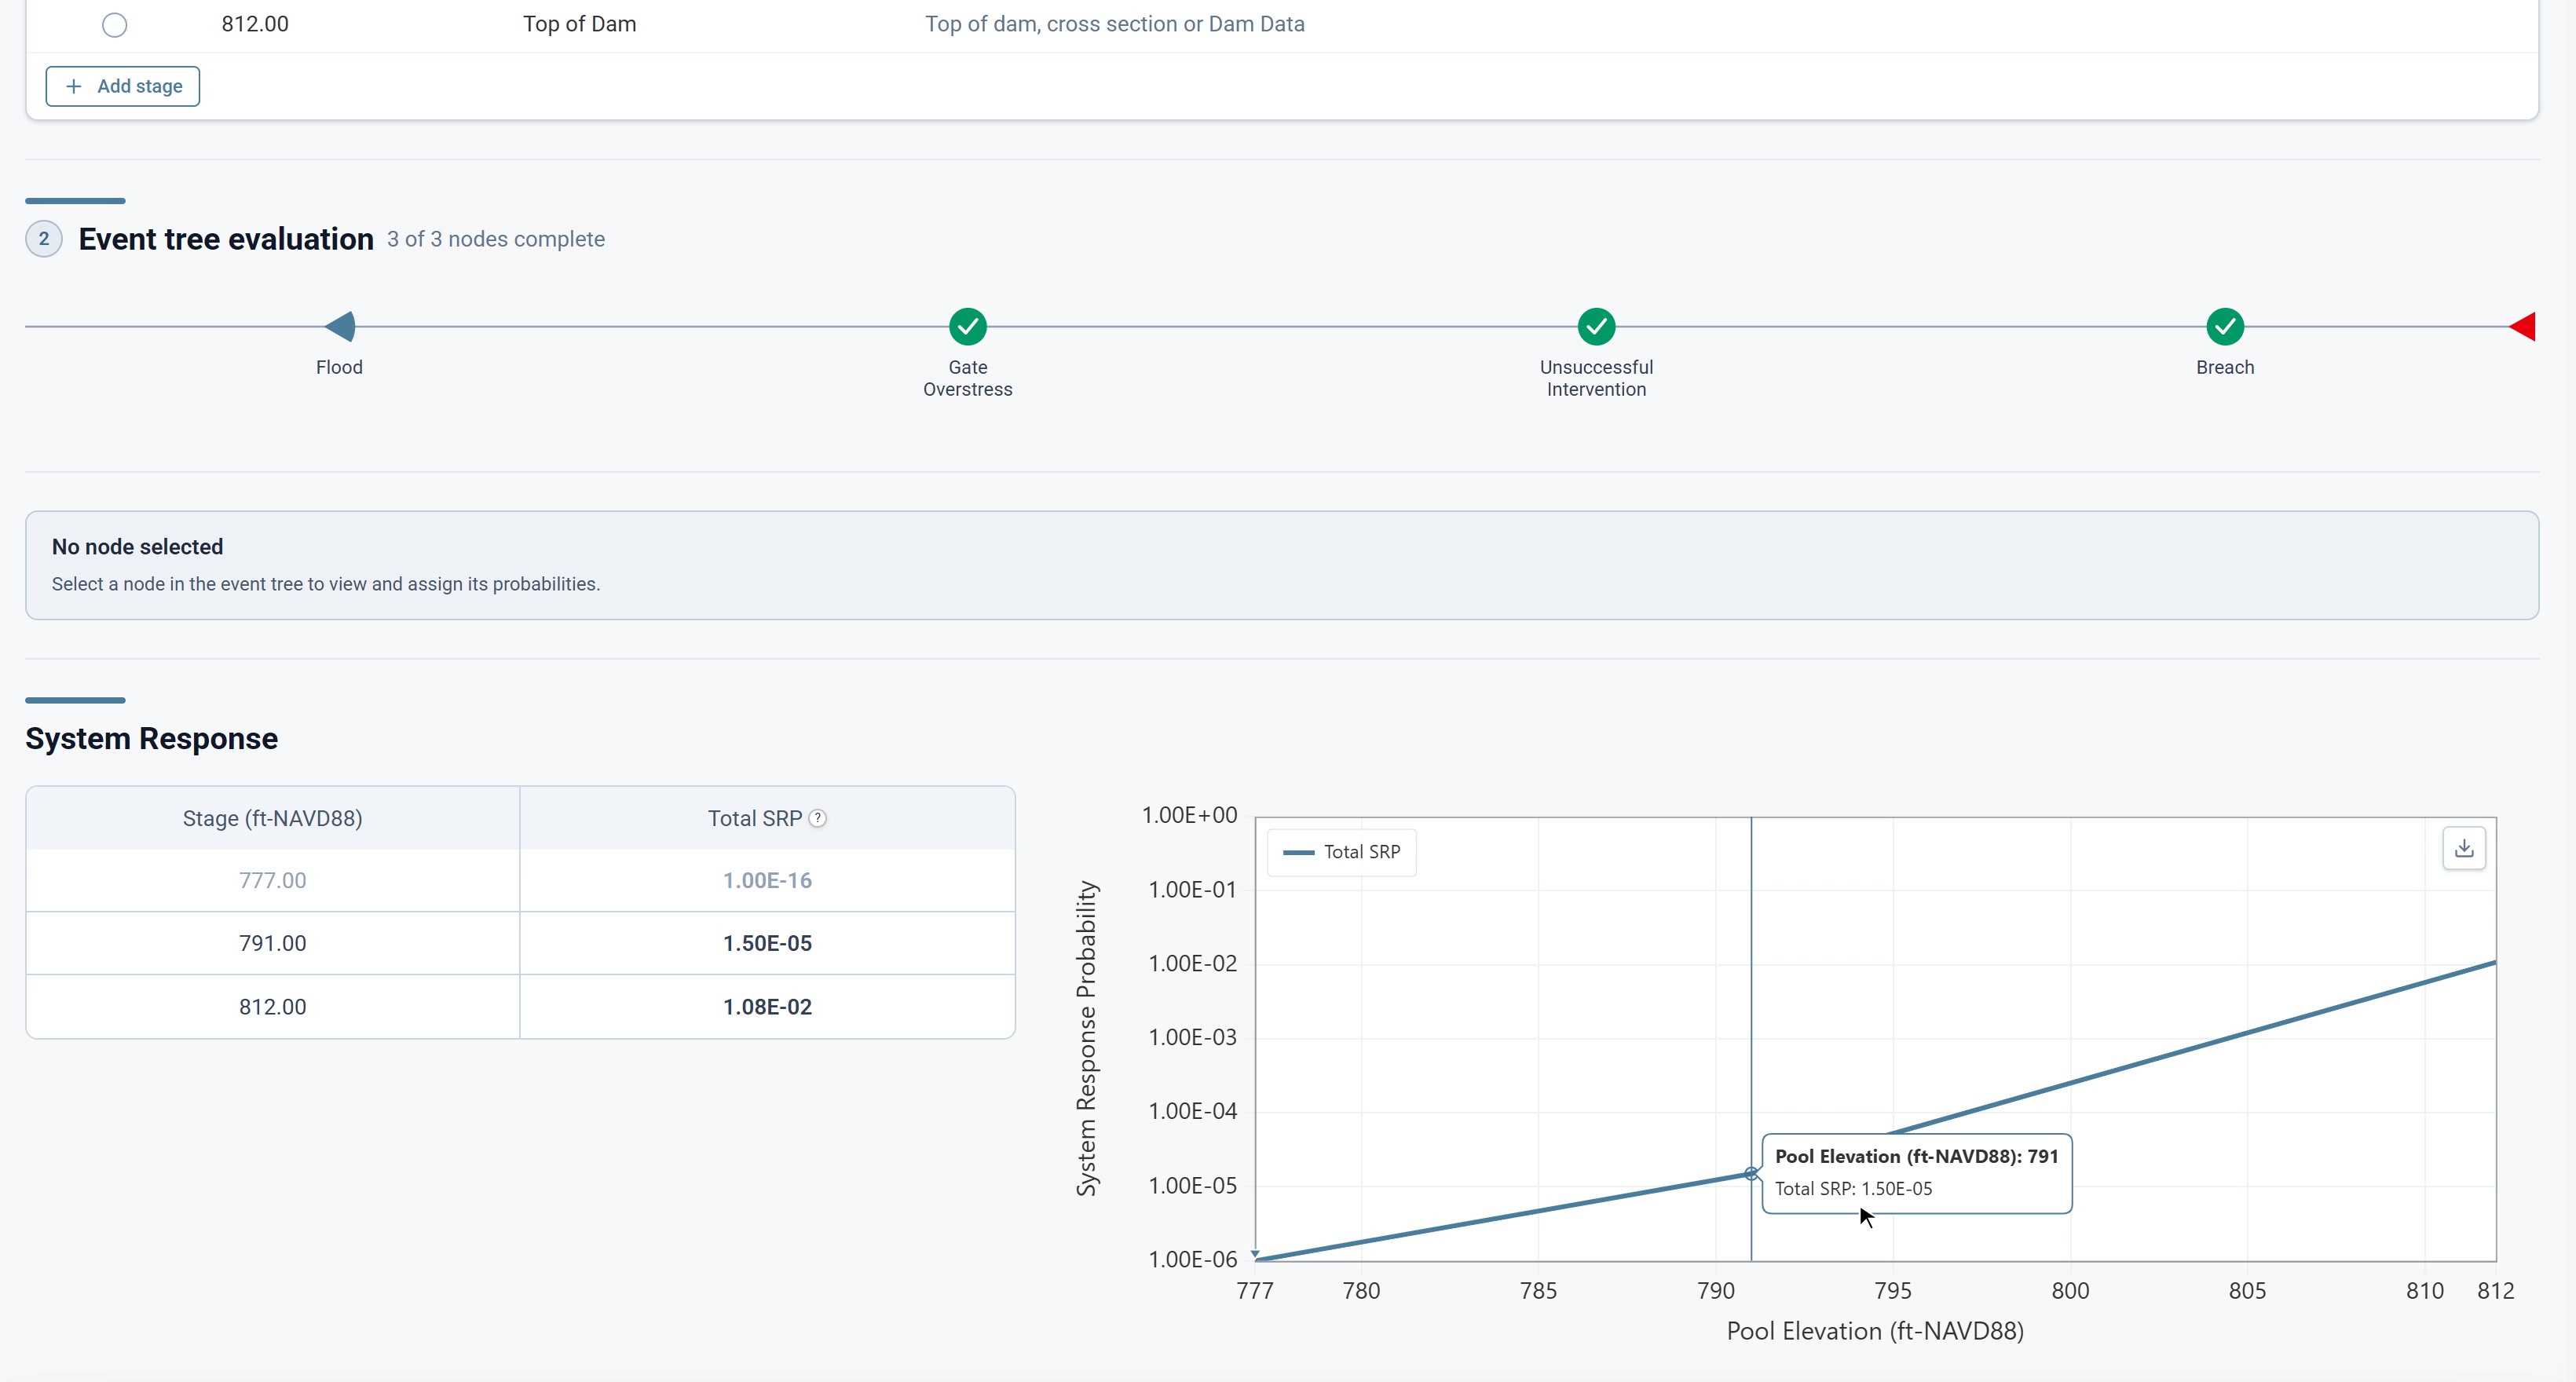 812.00 Top of Dam Top of dam, cross section or Dam Data
+ Add stage
2 Event tree evaluation 3 of 3 nodes complete
Flood
Gate
Overstress
Unsuccessful
Intervention
Breach
No node selected
Select a node in the event tree to view and assign its probabilities.
System Response
Stage (ft-NAVD88) Total SRP ?
777.00 1.00E-16
791.00 1.50E-05
812.00 1.08E-02
System Response Probability
1.00E+00
1.00E-01
1.00E-02
1.00E-03
1.00E-04
1.00E-05
1.00E-06
Total SRP
Pool Elevation (ft-NAVD88): 791
Total SRP: 1.50E-05
777 780 785 790 795 800 805 810 812
Pool Elevation (ft-NAVD88)